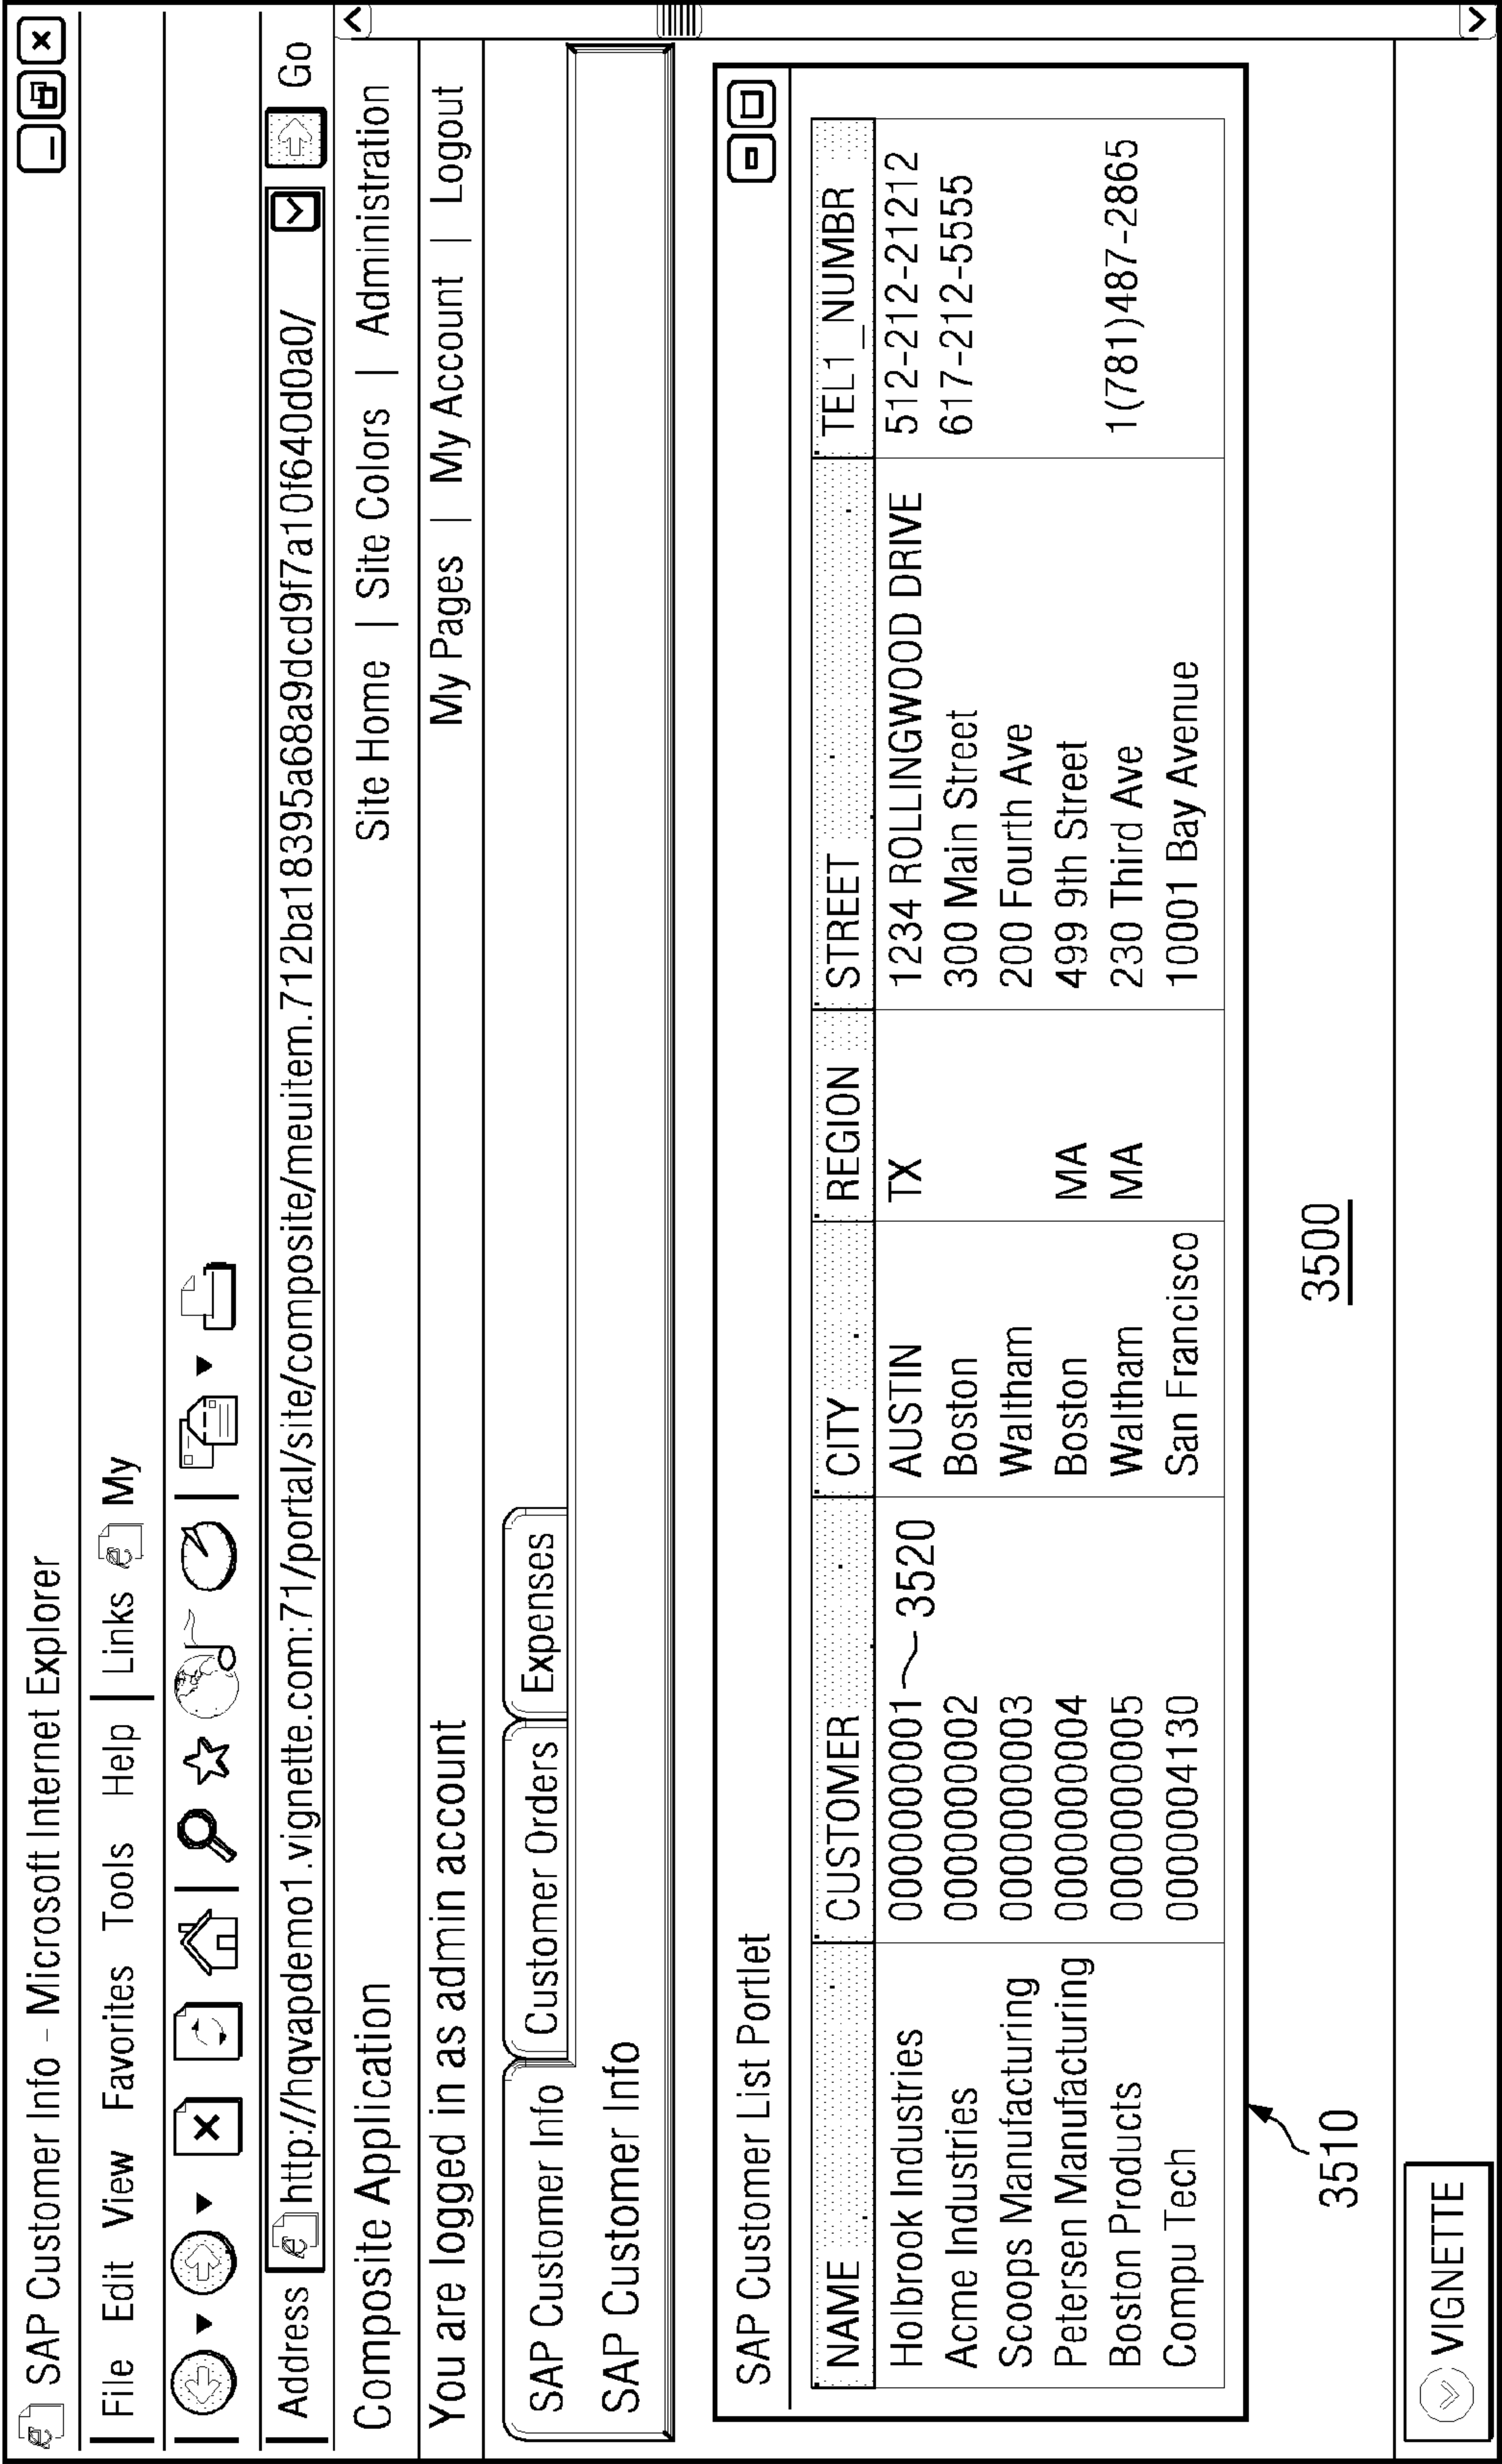 SAP Customer Info - Microsoft Internet Explorer
File Edit View Favorites Tools Help Links My
Address http://hqvapdemo1.vignette.com:71/portal/site/composite/meuitem.712ba18395a68a9dcd9f7a10f640d0a0/ Go
Composite Application Site Home | Site Colors | Administration
You are logged in as admin account My Pages | My Account | Logout
SAP Customer Info Customer Orders Expenses
SAP Customer Info
SAP Customer List Portlet
NAME CUSTOMER CITY REGION STREET TEL1_NUMBR
Holbrook Industries 0000000001 3520 AUSTIN TX 1234 ROLLINGWOOD DRIVE 512-212-21212
Acme Industries 0000000002 Boston 300 Main Street 617-212-5555
Scoops Manufacturing 0000000003 Waltham 200 Fourth Ave
Petersen Manufacturing 0000000004 Boston MA 499 9th Street
Boston Products 0000000005 Waltham MA 230 Third Ave 1(781)487-2865
Compu Tech 0000004130 San Francisco 10001 Bay Avenue
3510
3500
VIGNETTE